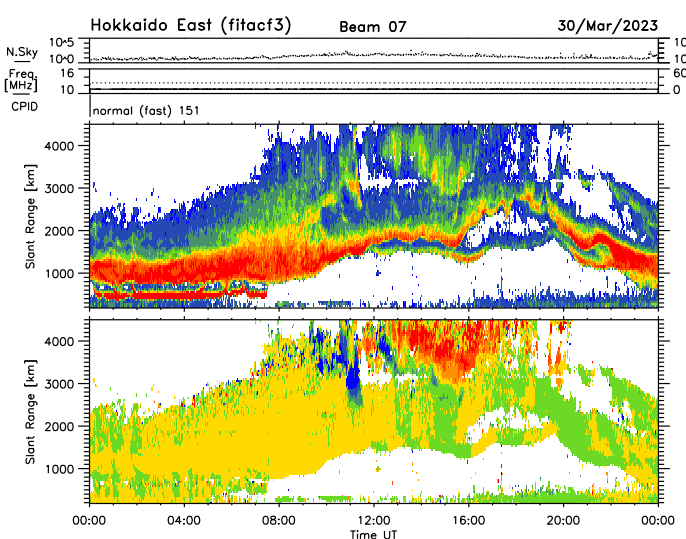 Hokkaido East (fitacf3) Beam 07 30/Mar/2023
N.Sky 10^5 10^0 10 10
Freq. [MHz] 16 10 60 0
CPID normal (fast) 151
Slant Range [km] 4000 3000 2000 1000
Slant Range [km] 4000 3000 2000 1000
00:00 04:00 08:00 12:00 16:00 20:00 00:00
Time UT